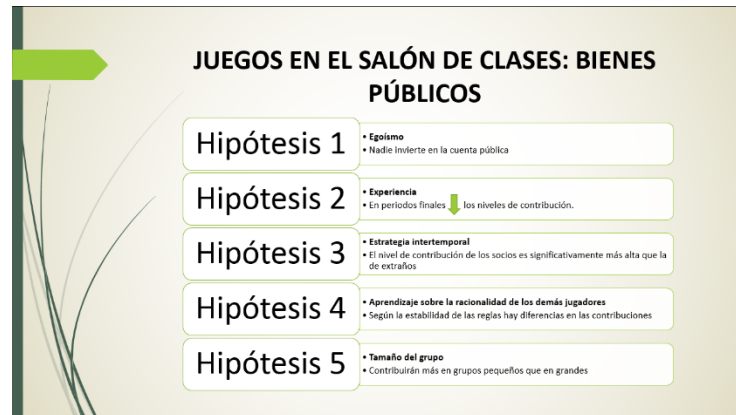 JUEGOS EN EL SALÓN DE CLASES: BIENES
PÚBLICOS
Hipótesis 1
• Egoísmo
• Nadie invierte en la cuenta pública
Hipótesis 2
• Experiencia
• En periodos finales los niveles de contribución.
Hipótesis 3
• Estrategia intertemporal
• El nivel de contribución de los socios es significativamente más alta que la
de extraños
Hipótesis 4
• Aprendizaje sobre la racionalidad de los demás jugadores
• Según la estabilidad de las reglas hay diferencias en las contribuciones
Hipótesis 5
• Tamaño del grupo
• Contribuirán más en grupos pequeños que en grandes